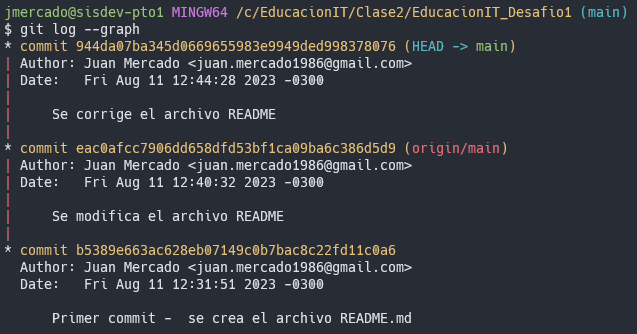 jmercado@sisdev-pto1 MINGW64 /c/EducacionIT/Clase2/EducacionIT_Desafio1 (main)
$ git log --graph
* commit 944da07ba345d0669655983e9949ded998378076 (HEAD -> main)
| Author: Juan Mercado <juan.mercado1986@gmail.com>
| Date:   Fri Aug 11 12:44:28 2023 -0300
|
|     Se corrige el archivo README
|
* commit eac0afcc7906dd658dfd53bf1ca09ba6c386d5d9 (origin/main)
| Author: Juan Mercado <juan.mercado1986@gmail.com>
| Date:   Fri Aug 11 12:40:32 2023 -0300
|
|     Se modifica el archivo README
|
* commit b5389e663ac628eb07149c0b7bac8c22fd11c0a6
  Author: Juan Mercado <juan.mercado1986@gmail.com>
  Date:   Fri Aug 11 12:31:51 2023 -0300

      Primer commit -  se crea el archivo README.md